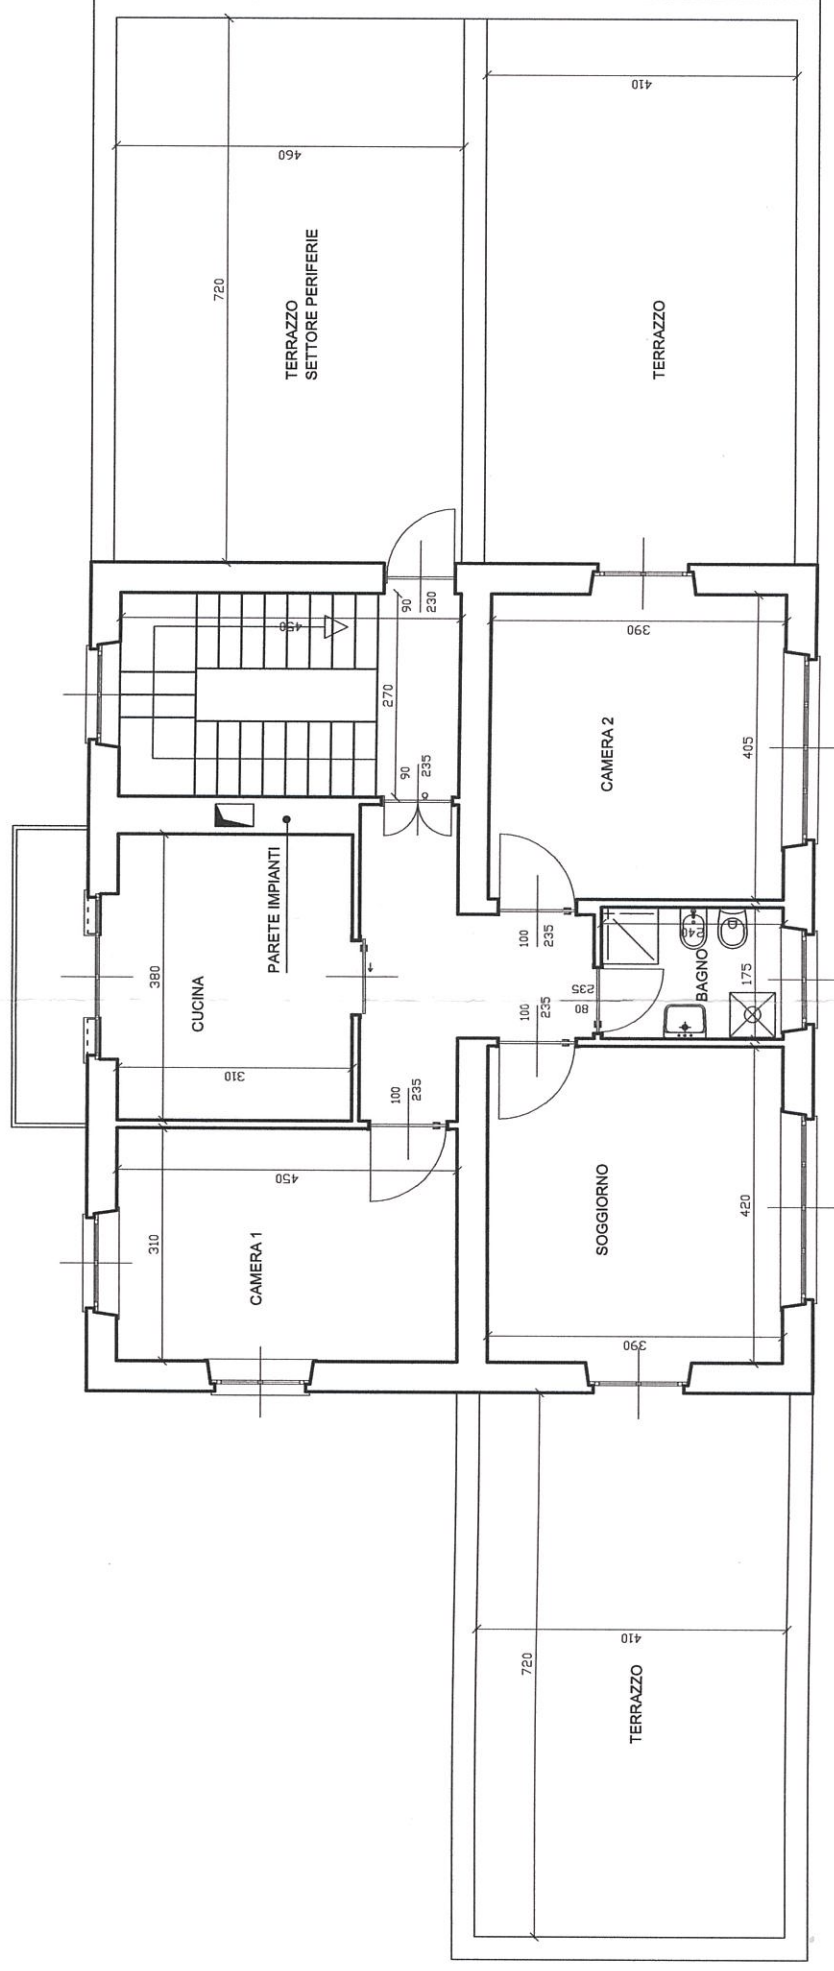 410
460
720
TERRAZZO
SETTORE PERIFERIE
TERRAZZO
90
230
450
390
270
90
235
405
CAMERA 2
PARETE IMPIANTI
100
235
240
BAGNO
175
380
CUCINA
235
80
100
235
310
100
235
450
310
CAMERA 1
SOGGIORNO
420
390
410
720
TERRAZZO